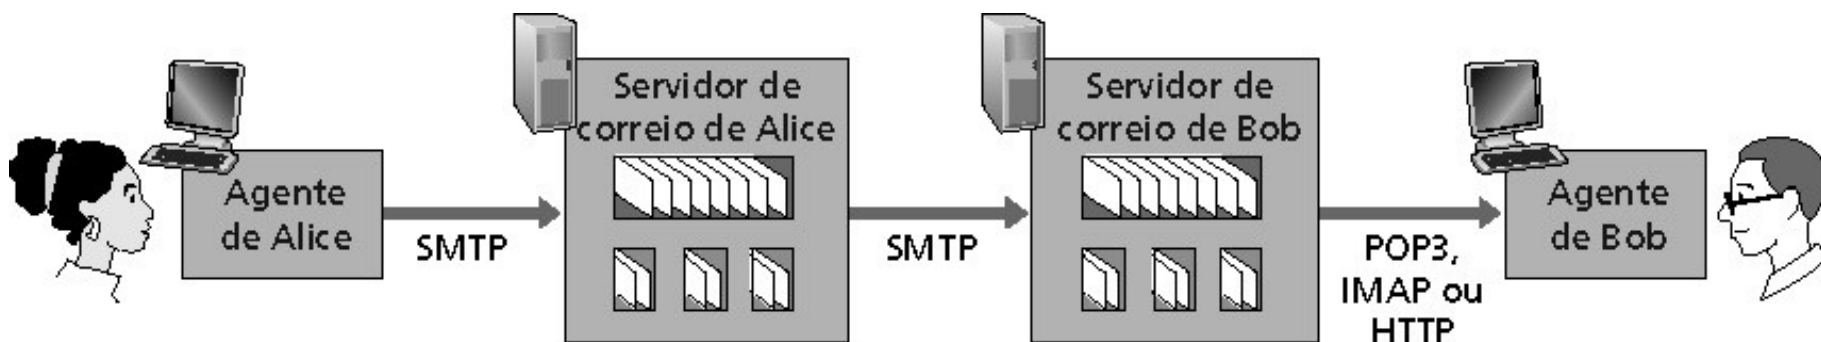 Agente
de Alice
SMTP
Servidor de
correio de Alice
SMTP
Servidor de
correio de Bob
POP3,
IMAP ou
HTTP
Agente
de Bob